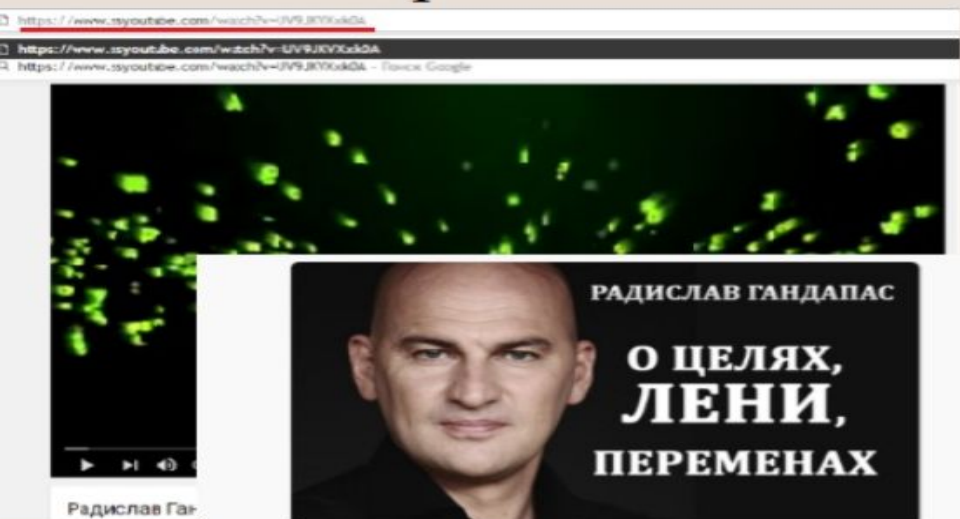 https://www.ssyoutube.com/watch?v=UV9JKYXxk0A
https://www.ssyoutube.com/watch?v=UV9JKVXxk0A
https://www.ssyoutube.com/watch?v=UV9JKYXxk0A - Поиск Google
РАДИСЛАВ ГАНДАПАС
О ЦЕЛЯХ,
ЛЕНИ,
ПЕРЕМЕНАХ
Радислав Ган